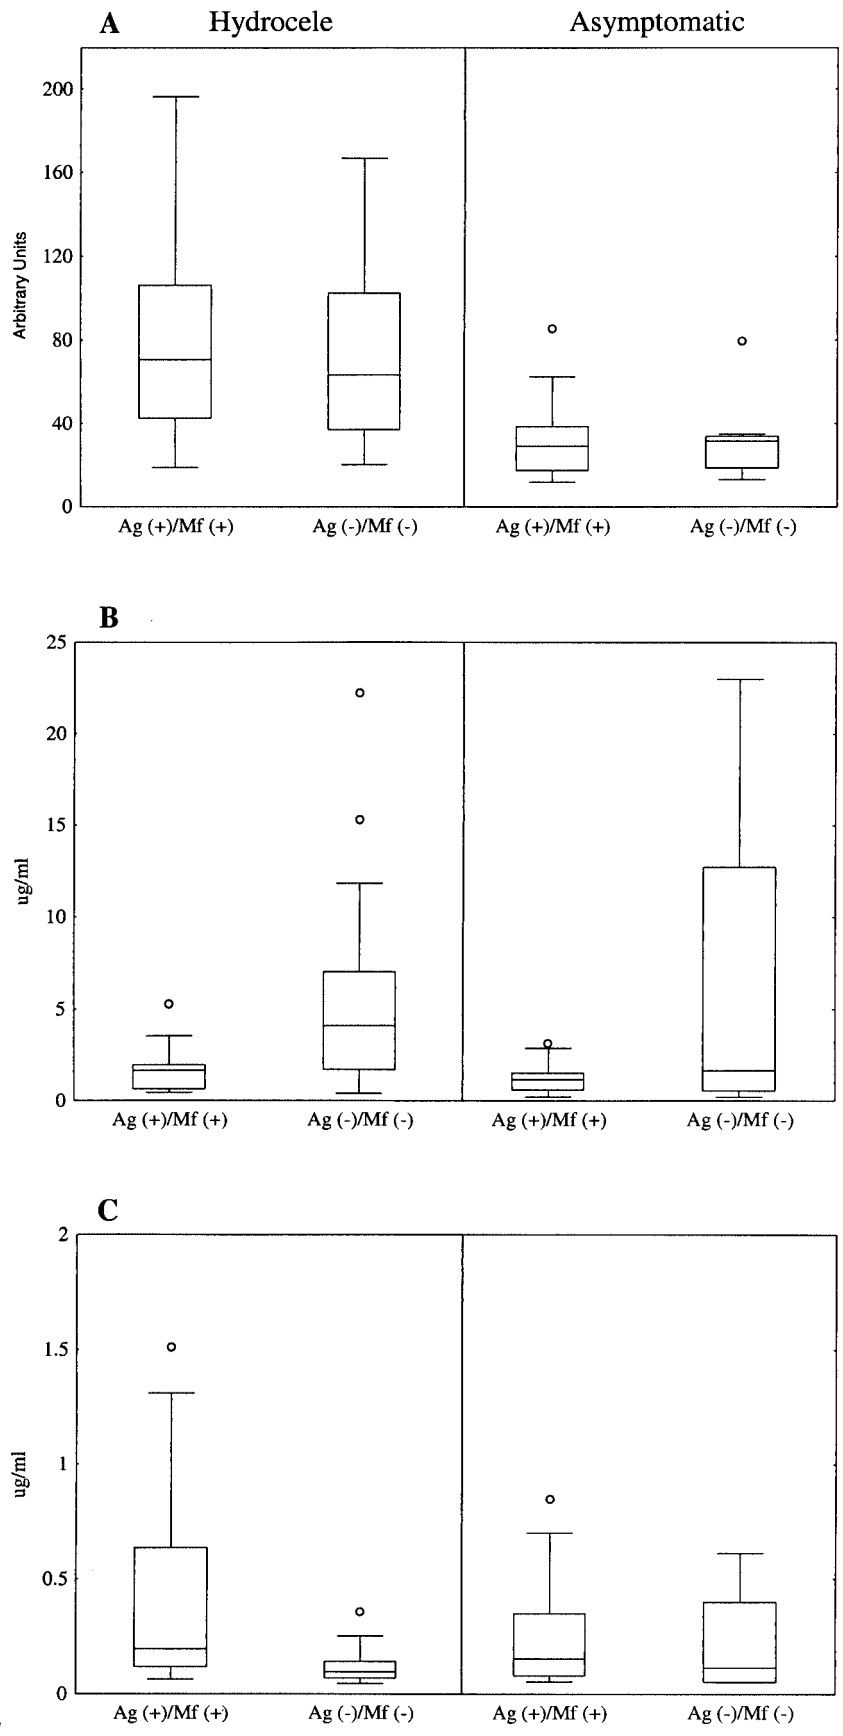 A Hydrocele Asymptomatic
200
160
120
80
40
0
Arbitrary Units
Ag (+)/Mf (+) Ag (-)/Mf (-) Ag (+)/Mf (+) Ag (-)/Mf (-)
B
25
20
15
10
5
0
ug/ml
Ag (+)/Mf (+) Ag (-)/Mf (-) Ag (+)/Mf (+) Ag (-)/Mf (-)
C
2
1.5
1
0.5
0
ug/ml
Ag (+)/Mf (+) Ag (-)/Mf (-) Ag (+)/Mf (+) Ag (-)/Mf (-)